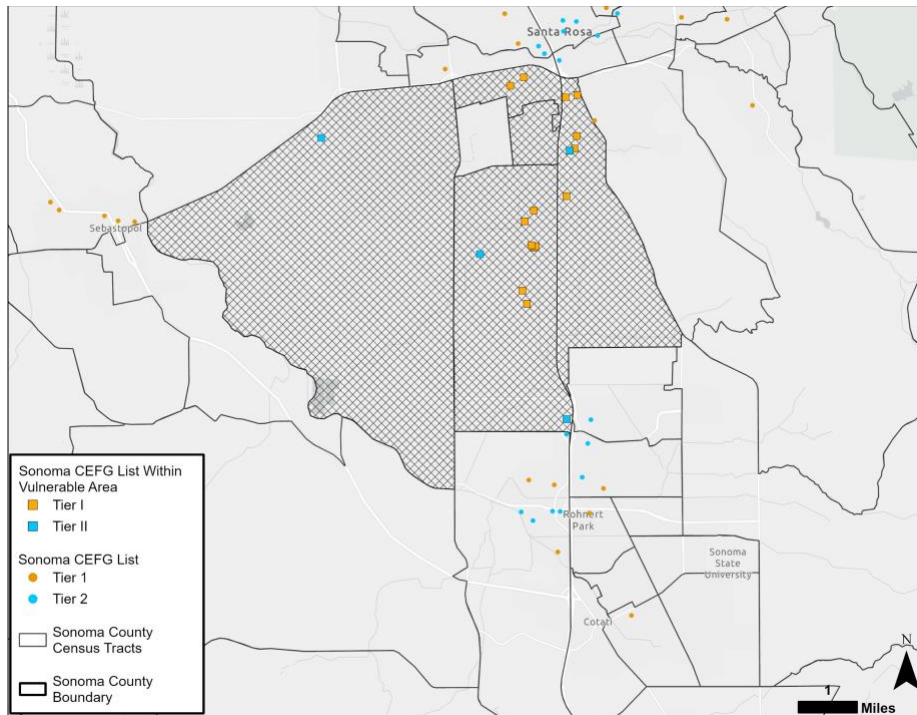 Santa Rosa
Sebastopol
Rohnert
Park
Sonoma
State
University
Cotati
Sonoma CEFG List Within
Vulnerable Area
Tier I
Tier II
Sonoma CEFG List
Tier 1
Tier 2
Sonoma County
Census Tracts
Sonoma County
Boundary
N
1
Miles